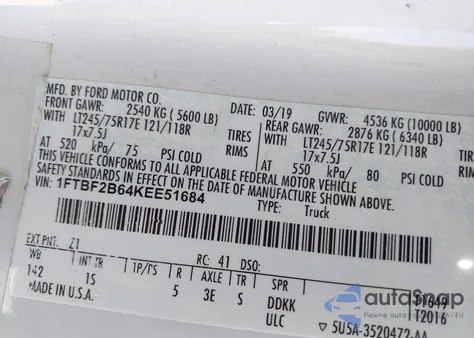 MFD. BY FORD MOTOR CO.
DATE: 03/19 GVWR: 4536 KG (10000 LB)
FRONT GAWR: 2540 KG ( 5600 LB) REAR GAWR: 2876 KG ( 6340 LB)
WITH LT245/75R17E 121/118R TIRES WITH LT245/75R17E 121/118R
17x7.5J RIMS 17x7.5J
AT 520 kPa/ 75 AT 550 kPa/ 80
THIS VEHICLE CONFORMS TO ALL APPLICABLE FEDERAL MOTOR VEHICLE
SAFETY STANDARDS IN EFFECT ON THE DATE OF MANUFACTURE SHOWN ABOVE
VIN: 1FTBF2B64KEE51684 TYPE: Truck
EXT PNT: Z1 RC: 41 DSO:
WB INT TR TP/PS R AXLE TR SPR
142 1S 5 3E S DDKK
MADE IN U.S.A. ULC
T2016
autoSnap
Pewne auto
5U5A-3520472-AA